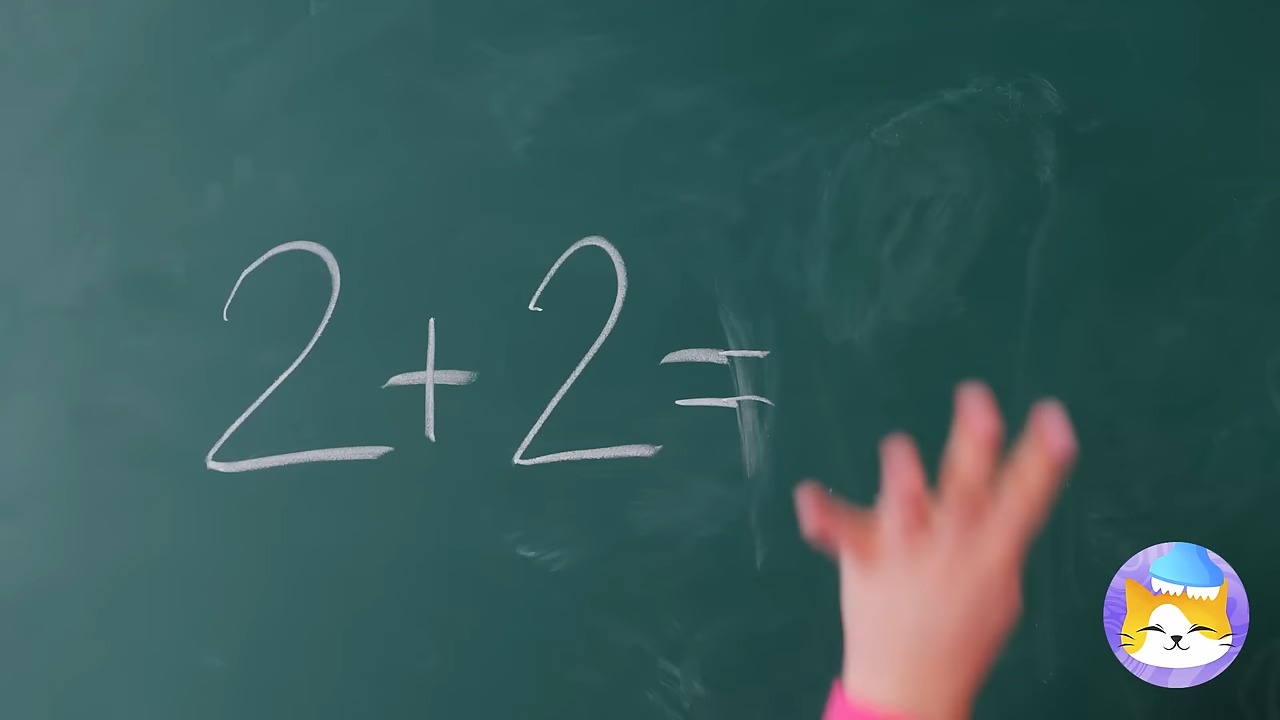 2 + 2 =